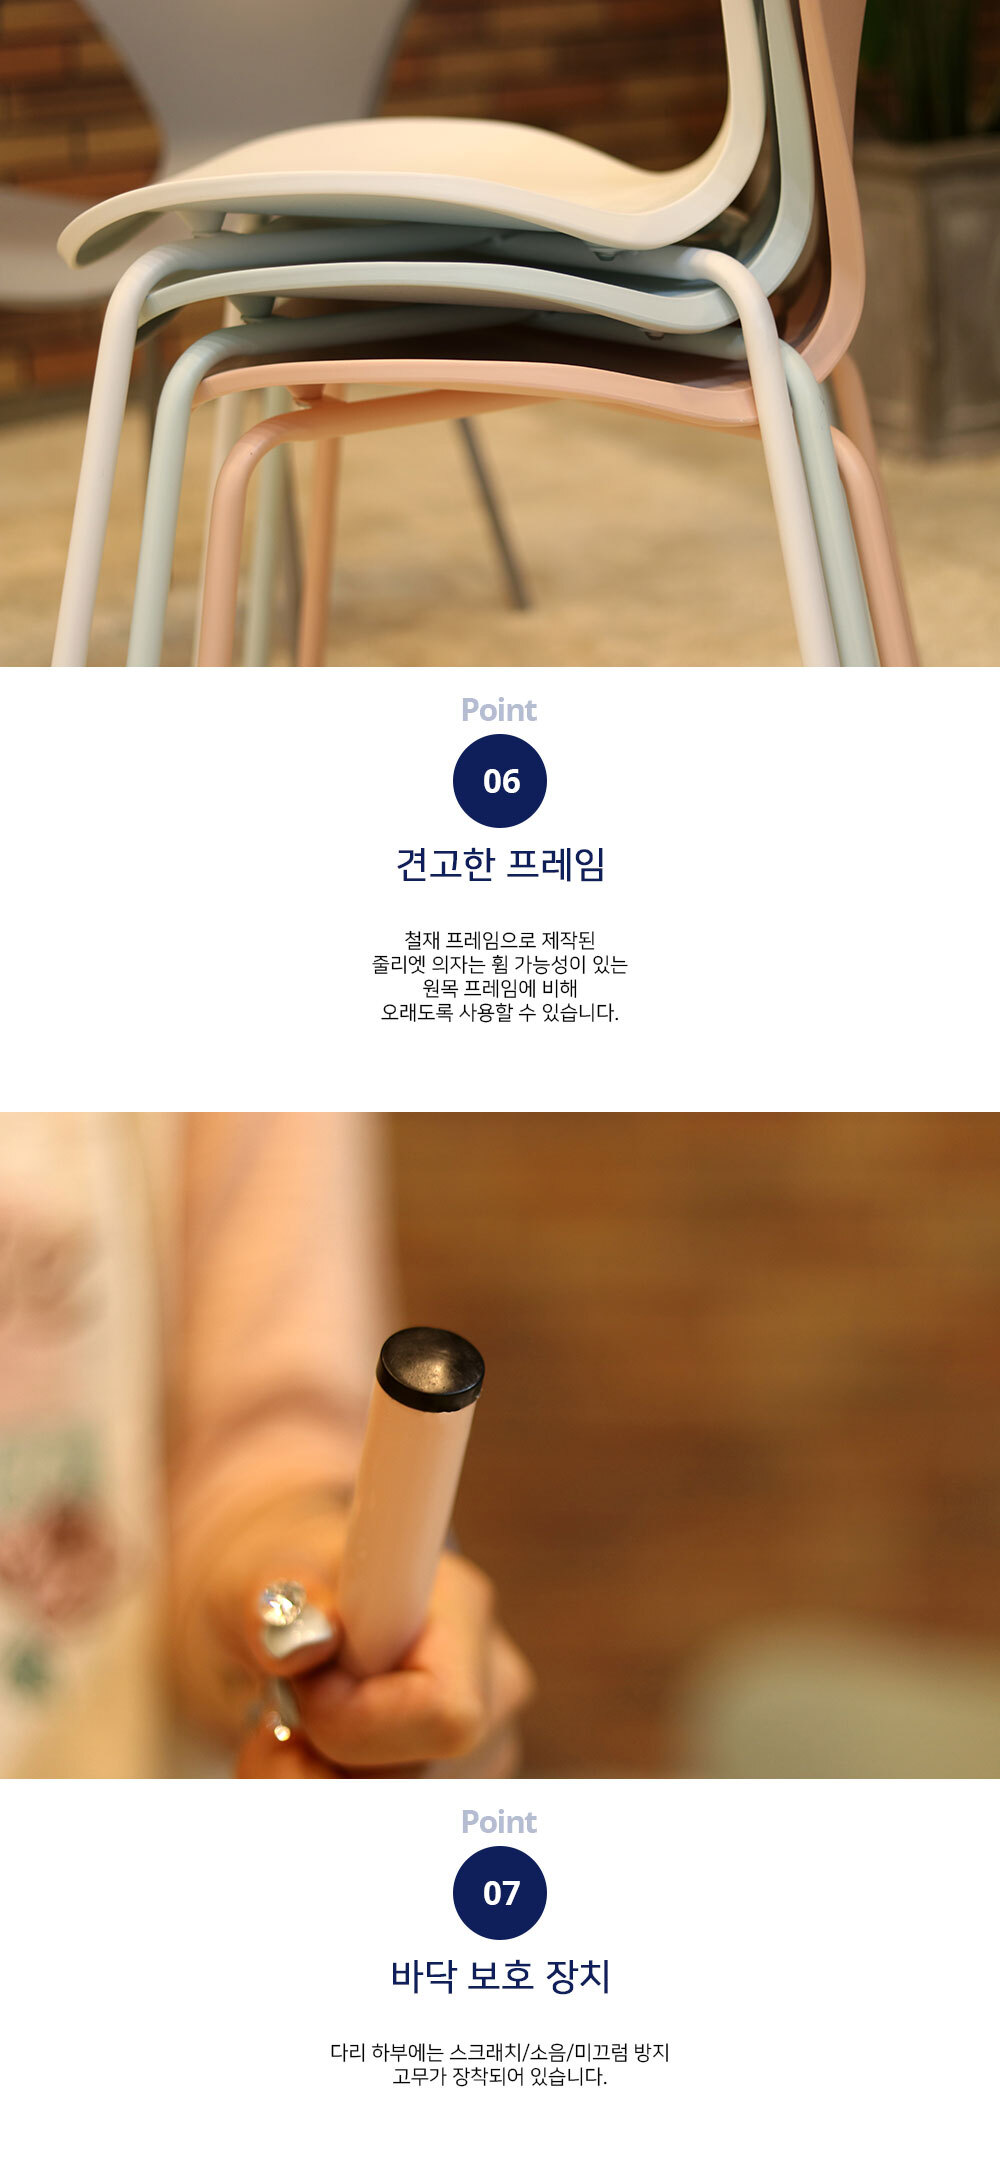 Point
06
견고한 프레임
철재 프레임으로 제작된
줄리엣 의자는 휨 가능성이 있는
원목 프레임에 비해
오래도록 사용할 수 있습니다.
Point
07
바닥 보호 장치
다리 하부에는 스크래치/소음/미끄럼 방지
고무가 장착되어 있습니다.